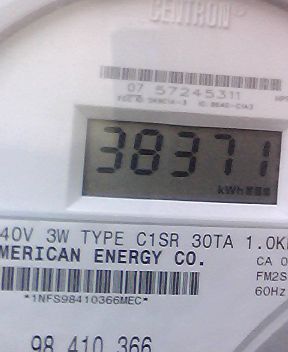 CENTRON®
07 57245311
38371
kWh
40V 3W TYPE C1SR 30TA 1.0K
MERICAN ENERGY CO.
CA 0
FM2S
60Hz
*1NFS98410366MEC*
98 410 366